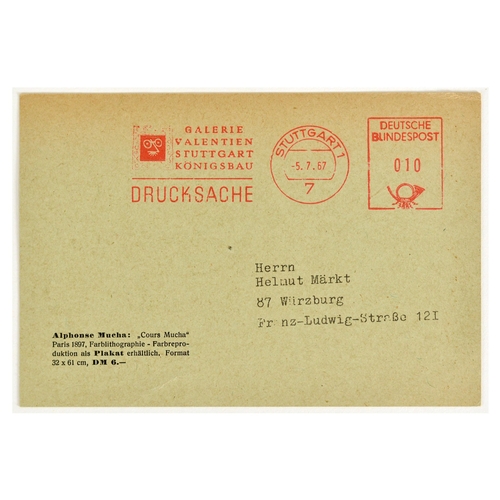 GALERIE
VALENTIEN
STUTTGART
KÖNIGSBAU
DRUCKSACHE
STUTTGART 1
-5.7.67
7
DEUTSCHE
BUNDESPOST
010
Herrn
Helmut Märkt
87 Würzburg
Franz-Ludwig-Straße 12I
Alphonse Mucha: „Cours Mucha“
Paris 1897, Farblithographie - Farbrepro-
duktion als Plakat erhältlich. Format
32 x 61 cm, DM 6.—